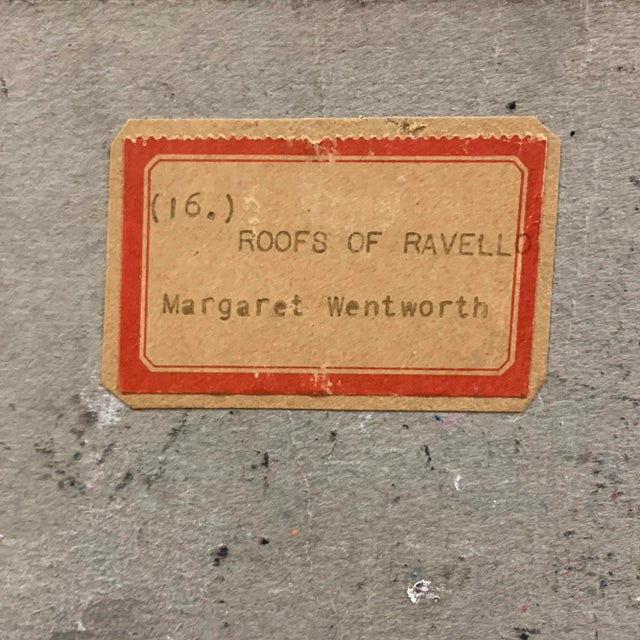 (16.)
ROOFS OF RAVELLO
Margaret Wentworth